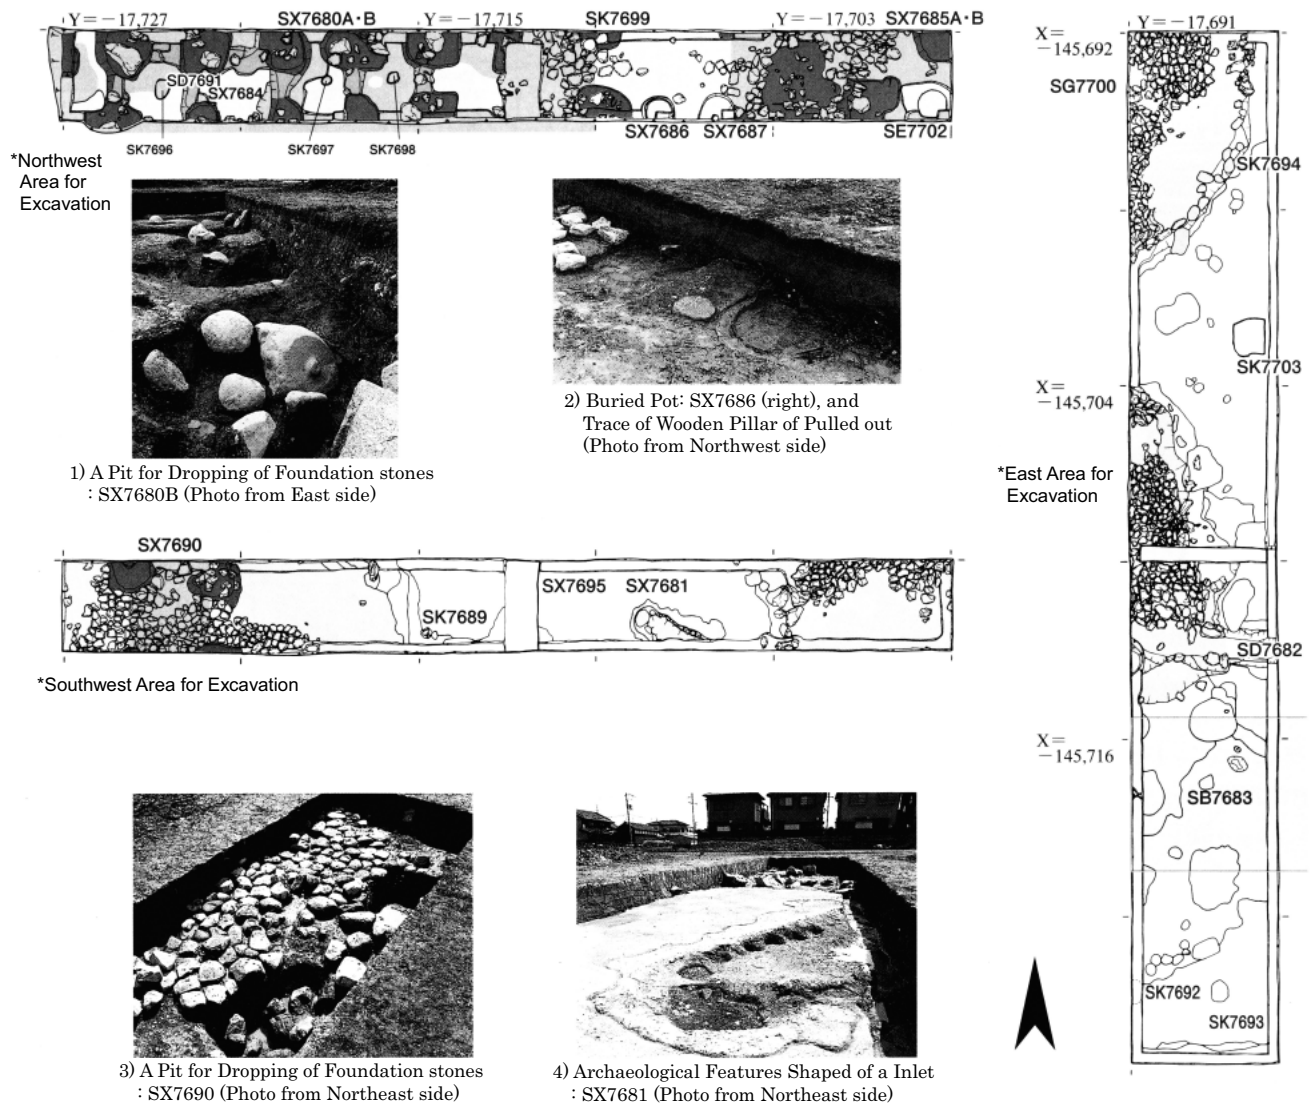 Y＝－17,727
SX7680A・B
Y＝－17,715
SK7699
Y＝－17,703
SX7685A・B
SD7691
SX7684
SX7686
SX7687
SE7702
SK7696
SK7697
SK7698
*Northwest
Area for
Excavation
1) A Pit for Dropping of Foundation stones
: SX7680B (Photo from East side)
2) Buried Pot: SX7686 (right), and
Trace of Wooden Pillar of Pulled out
(Photo from Northwest side)
SX7690
SK7689
SX7695
SX7681
*Southwest Area for Excavation
3) A Pit for Dropping of Foundation stones
: SX7690 (Photo from Northeast side)
4) Archaeological Features Shaped of a Inlet
: SX7681 (Photo from Northeast side)
Y＝－17,691
X＝
－145,692
SG7700
SK7694
SK7703
X＝
－145,704
*East Area for
Excavation
SD7682
X＝
－145,716
SB7683
SK7692
SK7693